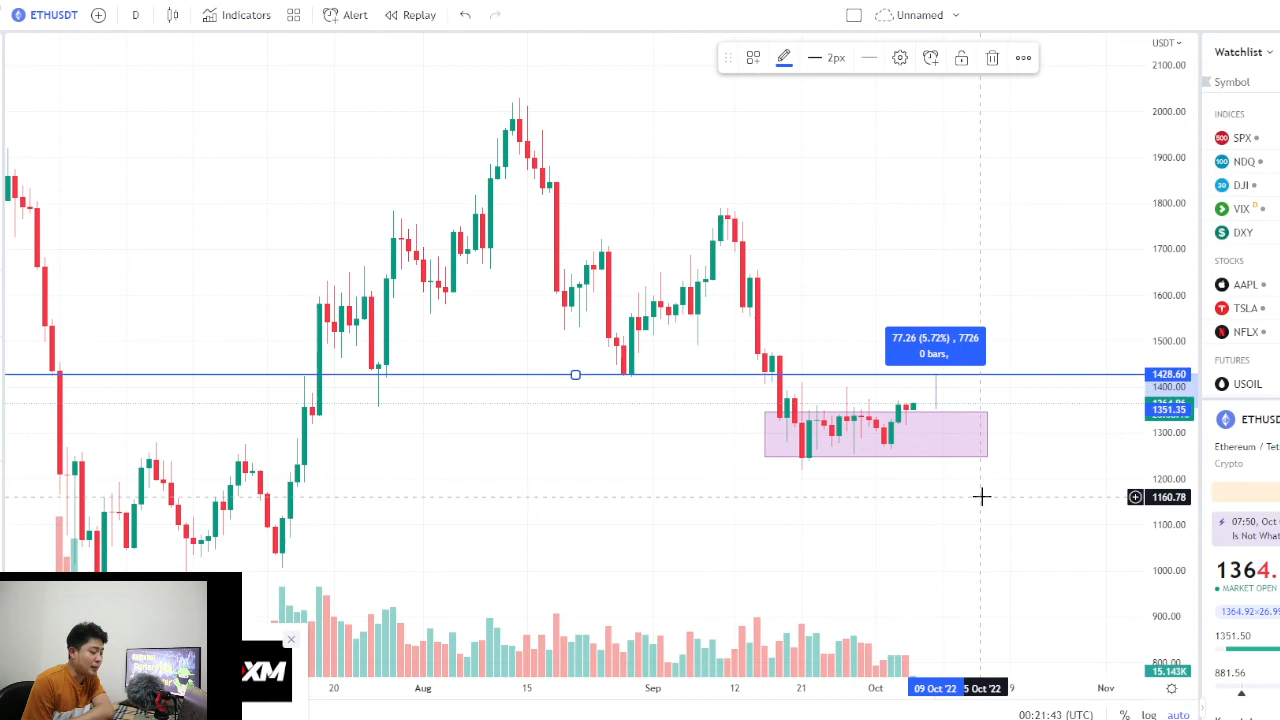 ETHUSDT
D
Indicators
Alert
Replay
Unnamed
2px
USDT
2100.00
2000.00
1900.00
1800.00
1700.00
1600.00
1500.00
1428.60
1400.00
1351.35
1300.00
1200.00
1160.78
1100.00
1000.00
900.00
800.00
15.143K
77.26 (5.72%) , 7726
0 bars,
20
Aug
15
Sep
12
21
Oct
09 Oct '22
5 Oct '22
9
Nov
00:21:43 (UTC)
%
log
auto
XM
Watchlist
Symbol
INDICES
500
SPX
100
NDQ
30
DJI
VIX D
DXY
STOCKS
AAPL
TSLA
NFLX
FUTURES
USOIL
ETHUSD
Ethereum / Tet
Crypto
07:50, Oct
Is Not What
1364.
MARKET OPEN
1364.92×26.99
1351.50
881.56